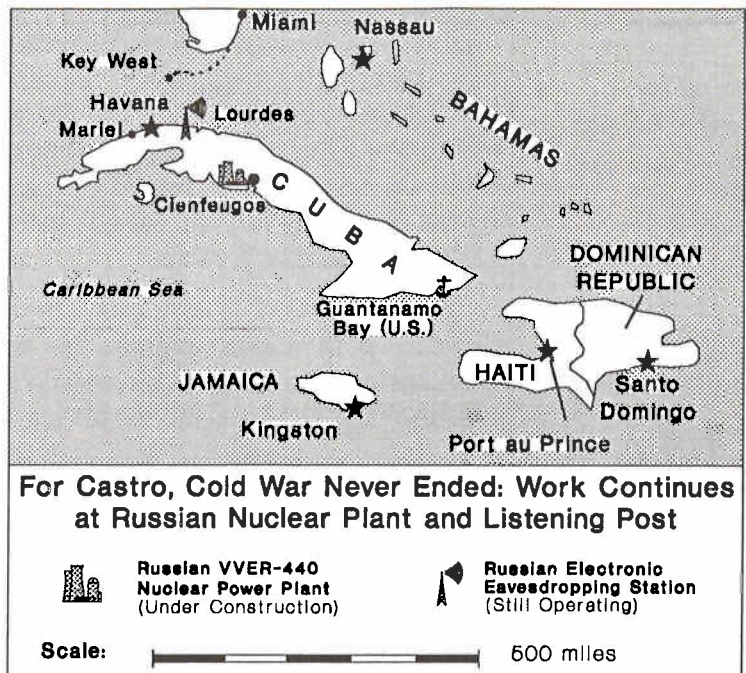 Miami
Nassau
Key West
BAHAMAS
Havana
Lourdes
Mariel
CUBA
Cienfeugos
DOMINICAN
REPUBLIC
Caribbean Sea
Guantanamo
Bay (U.S.)
JAMAICA
HAITI
Santo
Domingo
Kingston
Port au Prince
For Castro, Cold War Never Ended: Work Continues
at Russian Nuclear Plant and Listening Post
Russian VVER-440
Nuclear Power Plant
(Under Construction)
Russian Electronic
Eavesdropping Station
(Still Operating)
Scale:
500 miles